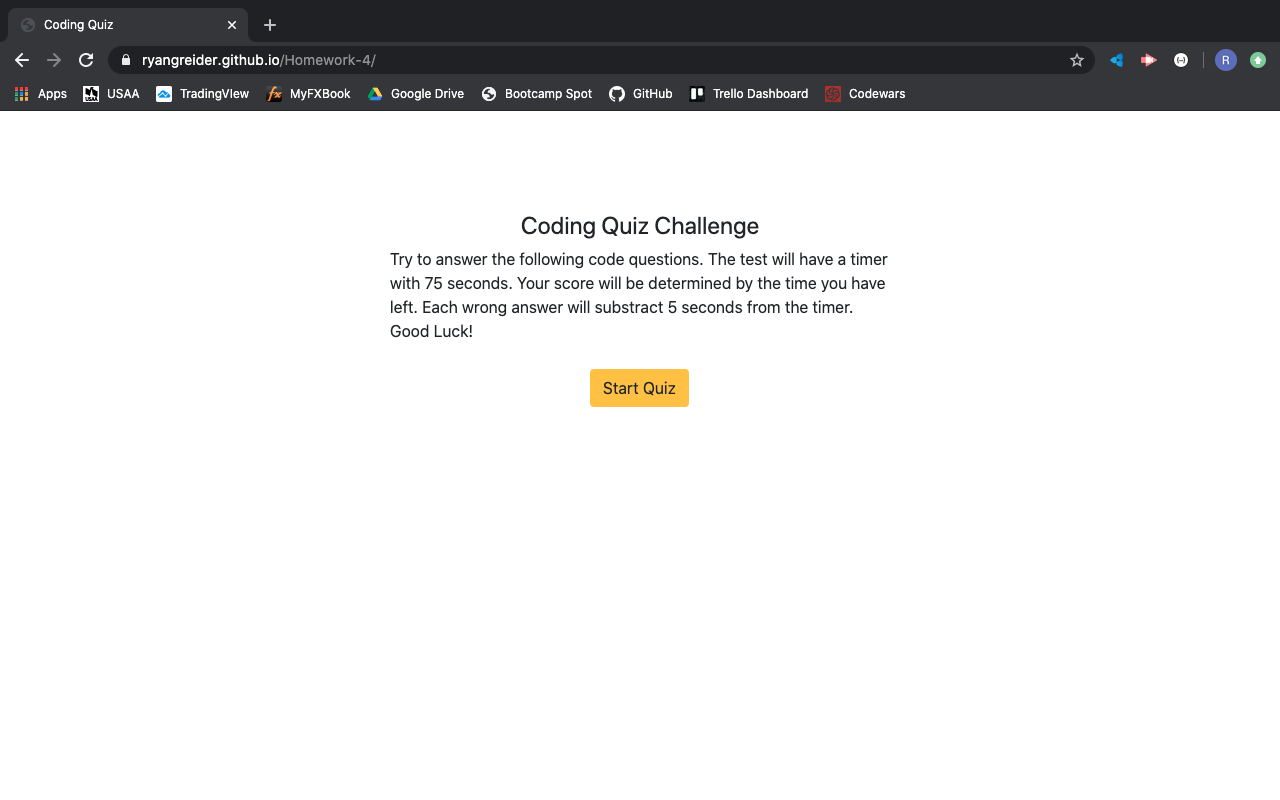 Coding Quiz
ryangreider.github.io/Homework-4/
R
Apps
USAA
TradingVIew
MyFXBook
Google Drive
Bootcamp Spot
GitHub
Trello Dashboard
Codewars
Coding Quiz Challenge
Try to answer the following code questions. The test will have a timer
with 75 seconds. Your score will be determined by the time you have
left. Each wrong answer will substract 5 seconds from the timer.
Good Luck!
Start Quiz